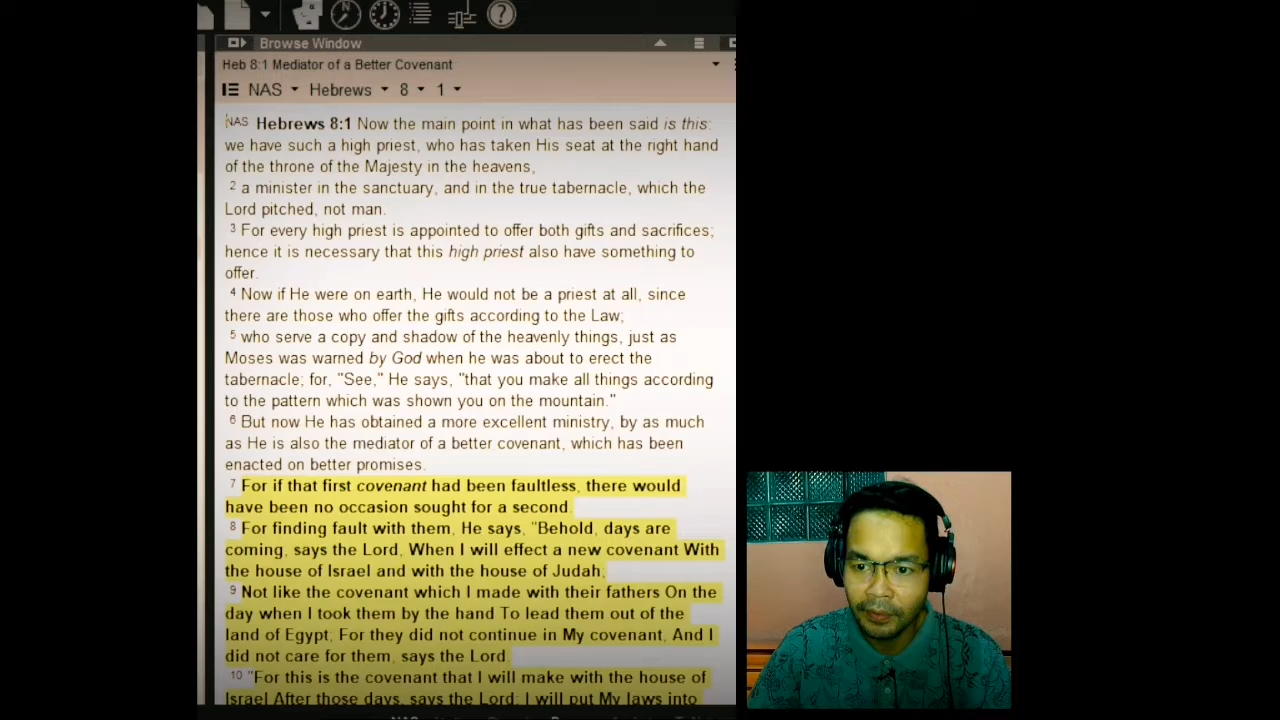 Browse Window
Heb 8:1 Mediator of a Better Covenant
NAS Hebrews 8 1
NAS Hebrews 8:1 Now the main point in what has been said is this:
we have such a high priest, who has taken His seat at the right hand
of the throne of the Majesty in the heavens,
2 a minister in the sanctuary, and in the true tabernacle, which the
Lord pitched, not man.
3 For every high priest is appointed to offer both gifts and sacrifices;
hence it is necessary that this high priest also have something to
offer.
4 Now if He were on earth, He would not be a priest at all, since
there are those who offer the gifts according to the Law;
5 who serve a copy and shadow of the heavenly things, just as
Moses was warned by God when he was about to erect the
tabernacle; for, "See," He says, "that you make all things according
to the pattern which was shown you on the mountain."
6 But now He has obtained a more excellent ministry, by as much
as He is also the mediator of a better covenant, which has been
enacted on better promises.
7 For if that first covenant had been faultless, there would
have been no occasion sought for a second.
8 For finding fault with them, He says, "Behold, days are
coming, says the Lord, When I will effect a new covenant With
the house of Israel and with the house of Judah;
9 Not like the covenant which I made with their fathers On the
day when I took them by the hand To lead them out of the
land of Egypt; For they did not continue in My covenant, And I
did not care for them, says the Lord.
10 "For this is the covenant that I will make with the house of
Israel After those days, says the Lord: I will put My laws into